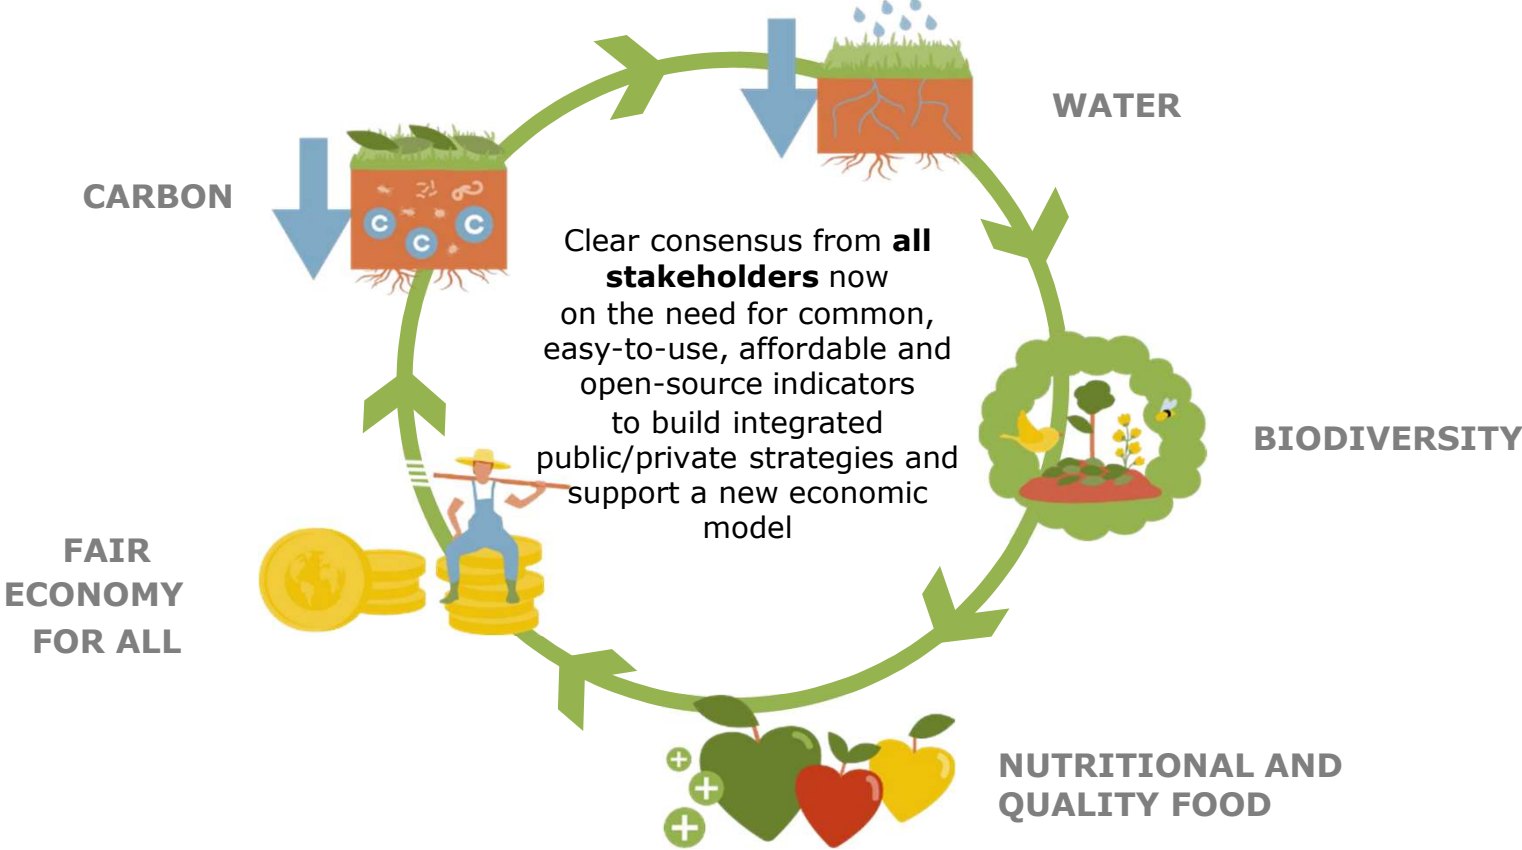 WATER
CARBON
C
C
C
Clear consensus from all
stakeholders now
on the need for common,
easy-to-use, affordable and
open-source indicators
to build integrated
public/private strategies and
support a new economic
model
BIODIVERSITY
FAIR
ECONOMY
FOR ALL
NUTRITIONAL AND
QUALITY FOOD